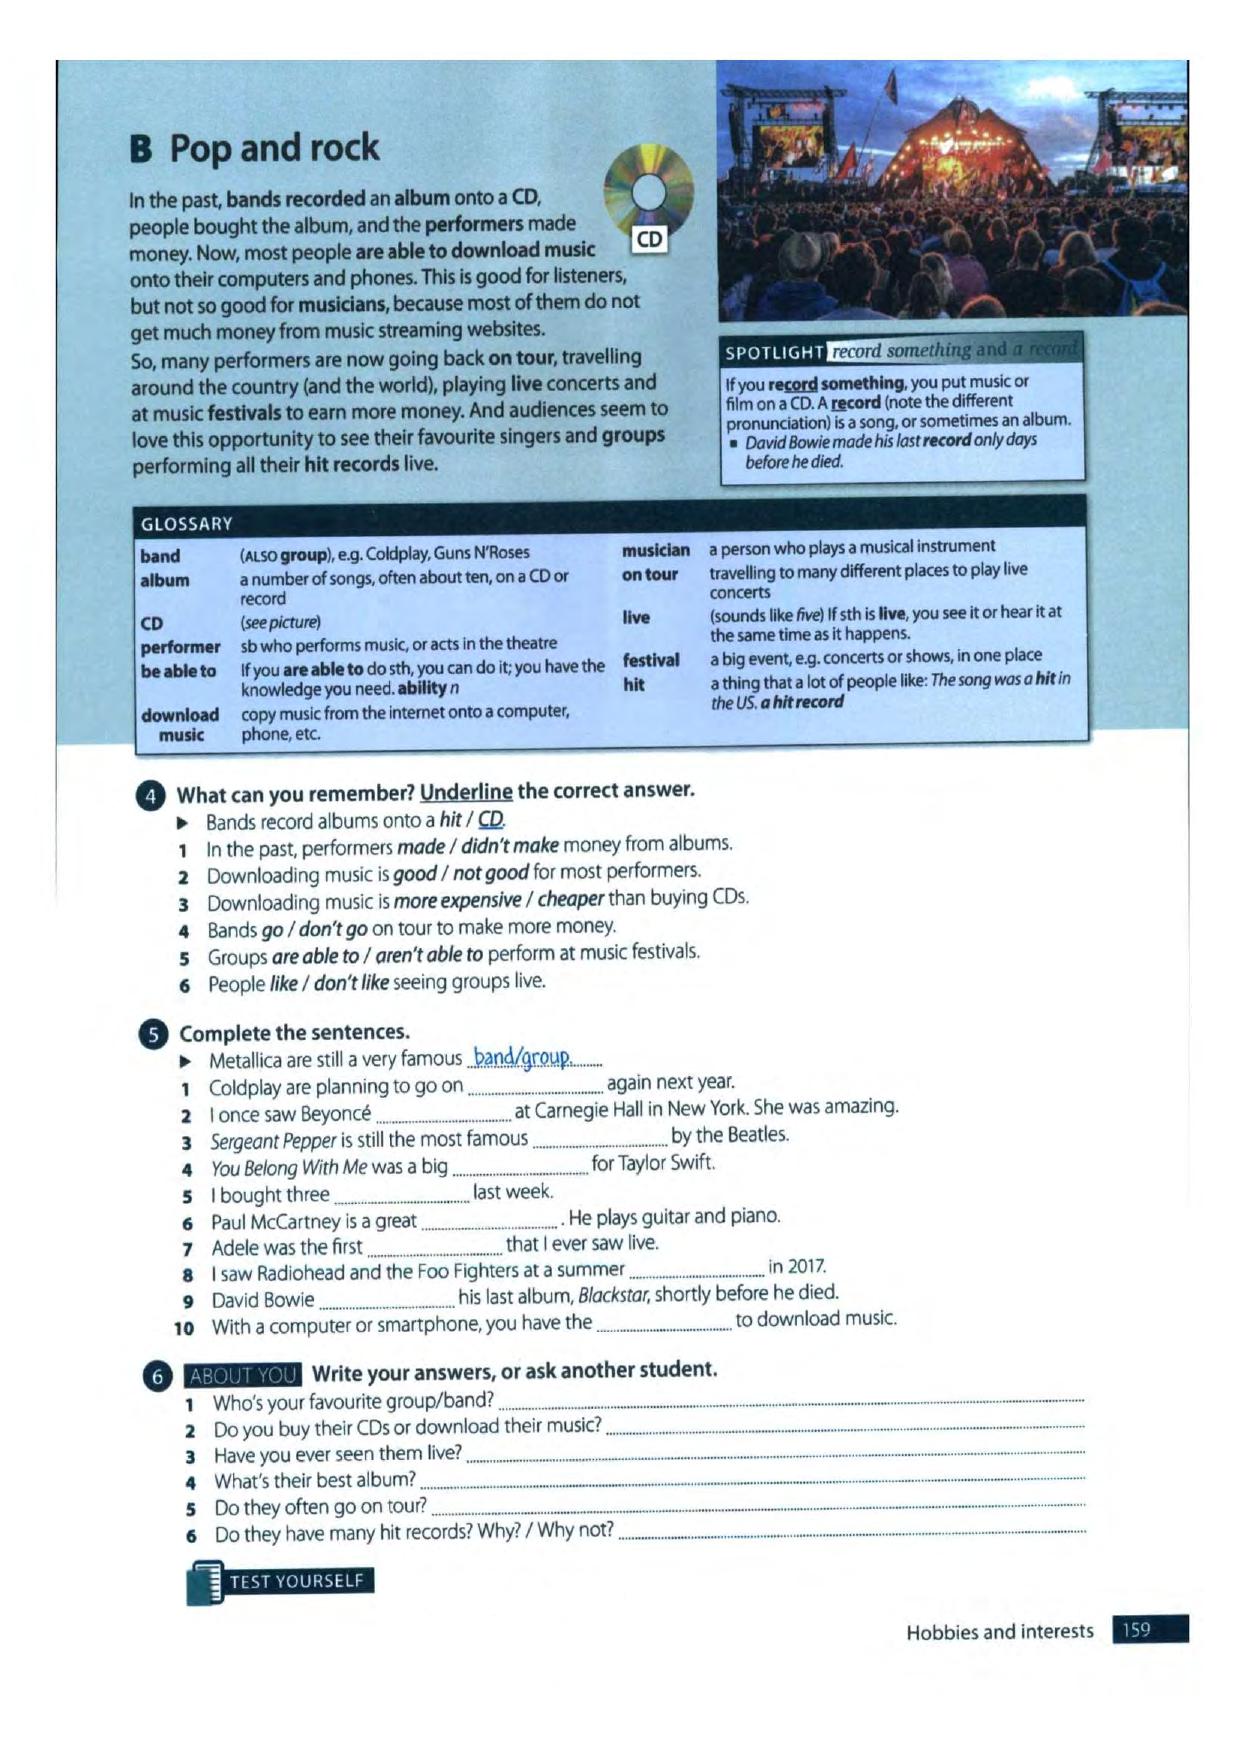 B Pop and rock
In the past, bands recorded an album onto a CD,
people bought the album, and the performers made
money. Now, most people are able to download music
onto their computers and phones. This is good for listeners,
but not so good for musicians, because most of them do not
get much money from music streaming websites.
So, many performers are now going back on tour, travelling
around the country (and the world), playing live concerts and
at music festivals to earn more money. And audiences seem to
love this opportunity to see their favourite singers and groups
performing all their hit records live.
CD
SPOTLIGHT record something and a record
If you record something, you put music or
film on a CD. A record (note the different
pronunciation) is a song, or sometimes an album.
▪ David Bowie made his last record only days
before he died.
GLOSSARY
band (ALSO group), e.g. Coldplay, Guns N'Roses
album a number of songs, often about ten, on a CD or
record
CD (see picture)
performer sb who performs music, or acts in the theatre
be able to If you are able to do sth, you can do it; you have the
knowledge you need. ability n
download copy music from the internet onto a computer,
music phone, etc.
musician a person who plays a musical instrument
on tour travelling to many different places to play live
concerts
live (sounds like five) If sth is live, you see it or hear it at
the same time as it happens.
festival a big event, e.g. concerts or shows, in one place
hit a thing that a lot of people like: The song was a hit in
the US. a hit record
4 What can you remember? Underline the correct answer.
▶ Bands record albums onto a hit / CD.
1 In the past, performers made / didn't make money from albums.
2 Downloading music is good / not good for most performers.
3 Downloading music is more expensive / cheaper than buying CDs.
4 Bands go / don't go on tour to make more money.
5 Groups are able to / aren't able to perform at music festivals.
6 People like / don't like seeing groups live.
5 Complete the sentences.
▶ Metallica are still a very famous band/group.
1 Coldplay are planning to go on ............ again next year.
2 I once saw Beyoncé ............ at Carnegie Hall in New York. She was amazing.
3 Sergeant Pepper is still the most famous ............ by the Beatles.
4 You Belong With Me was a big ............ for Taylor Swift.
5 I bought three ............ last week.
6 Paul McCartney is a great ............ . He plays guitar and piano.
7 Adele was the first ............ that I ever saw live.
8 I saw Radiohead and the Foo Fighters at a summer ............ in 2017.
9 David Bowie ............ his last album, Blackstar, shortly before he died.
10 With a computer or smartphone, you have the ............ to download music.
6 ABOUT YOU Write your answers, or ask another student.
1 Who's your favourite group/band? ............
2 Do you buy their CDs or download their music? ............
3 Have you ever seen them live? ............
4 What's their best album? ............
5 Do they often go on tour? ............
6 Do they have many hit records? Why? / Why not? ............
TEST YOURSELF
Hobbies and interests 159